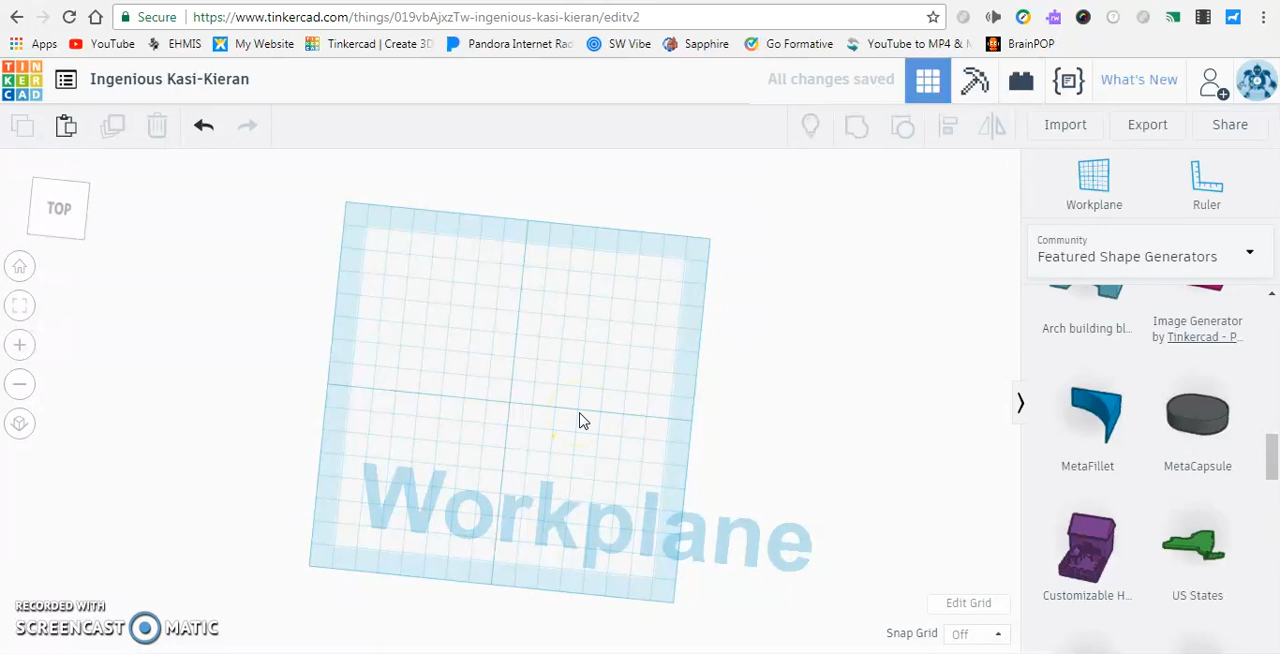 Secure https://www.tinkercad.com/things/019vbAjxzTw-ingenious-kasi-kieran/editv2
Apps YouTube EHMIS My Website Tinkercad | Create 3D Pandora Internet Ra SW Vibe Sapphire Go Formative YouTube to MP4 & BrainPOP
TIN
KER
CAD
Ingenious Kasi-Kieran
All changes saved
What's New
Import Export Share
TOP
Workplane Ruler
Community
Featured Shape Generators
Arch building bl... Image Generator
by Tinkercad - P...
MetaFillet MetaCapsule
Customizable H... US States
Workplane
Edit Grid
Snap Grid Off
RECORDED WITH
SCREENCAST MATIC